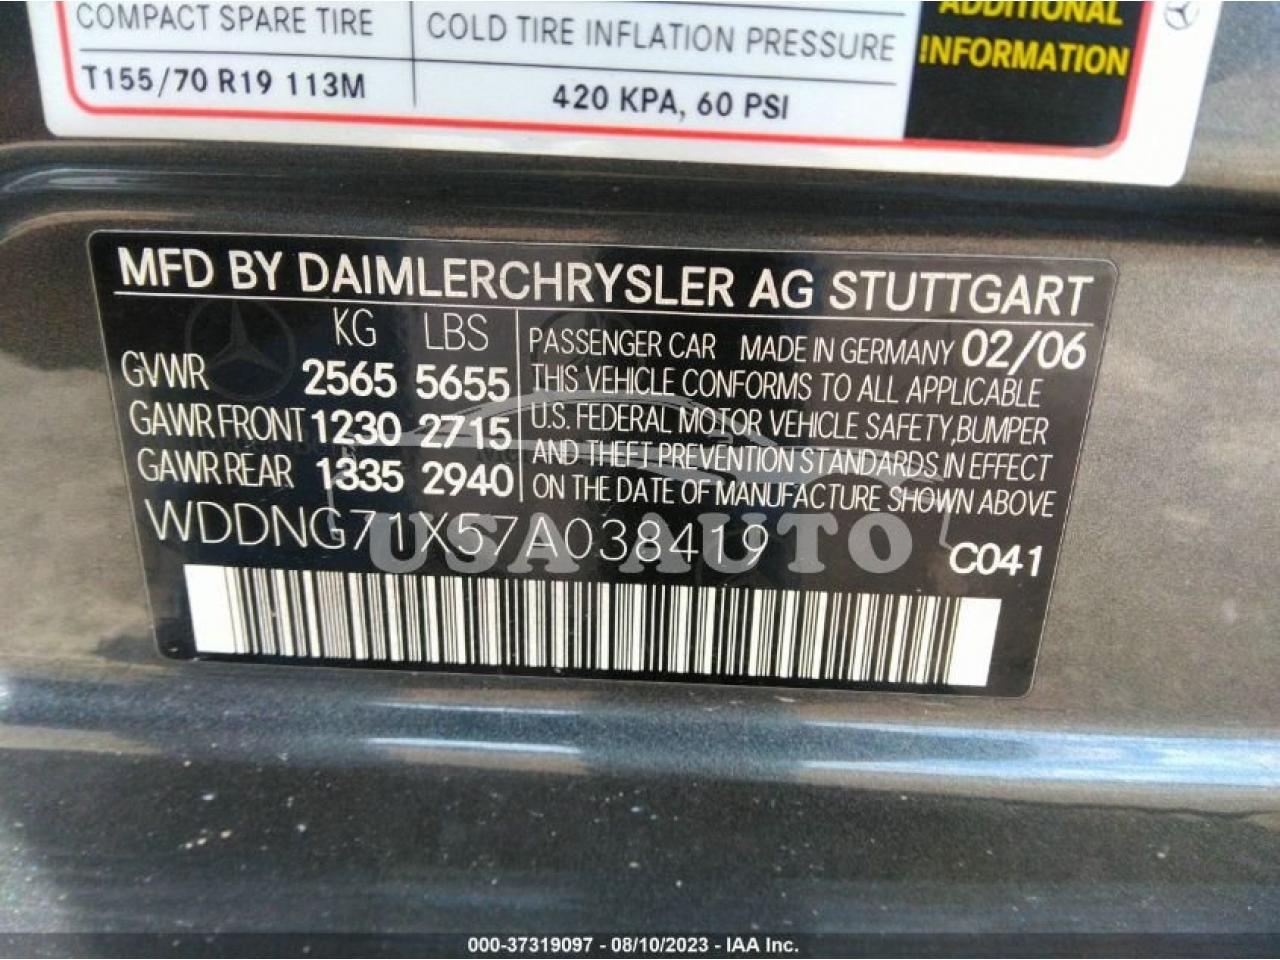 COMPACT SPARE TIRE COLD TIRE INFLATION PRESSURE
T155/70 R19 113M 420 KPA, 60 PSI
ADDITIONAL
INFORMATION
MFD BY DAIMLERCHRYSLER AG STUTTGART
KG LBS
GVWR 2565 5655
GAWR FRONT 1230 2715
GAWR REAR 1335 2940
PASSENGER CAR MADE IN GERMANY 02/06
THIS VEHICLE CONFORMS TO ALL APPLICABLE
U.S. FEDERAL MOTOR VEHICLE SAFETY, BUMPER
AND THEFT PREVENTION STANDARDS IN EFFECT
ON THE DATE OF MANUFACTURE SHOWN ABOVE
WDDNG71X57A038419 C041
USA AUTO
000-37319097 - 08/10/2023 - IAA Inc.